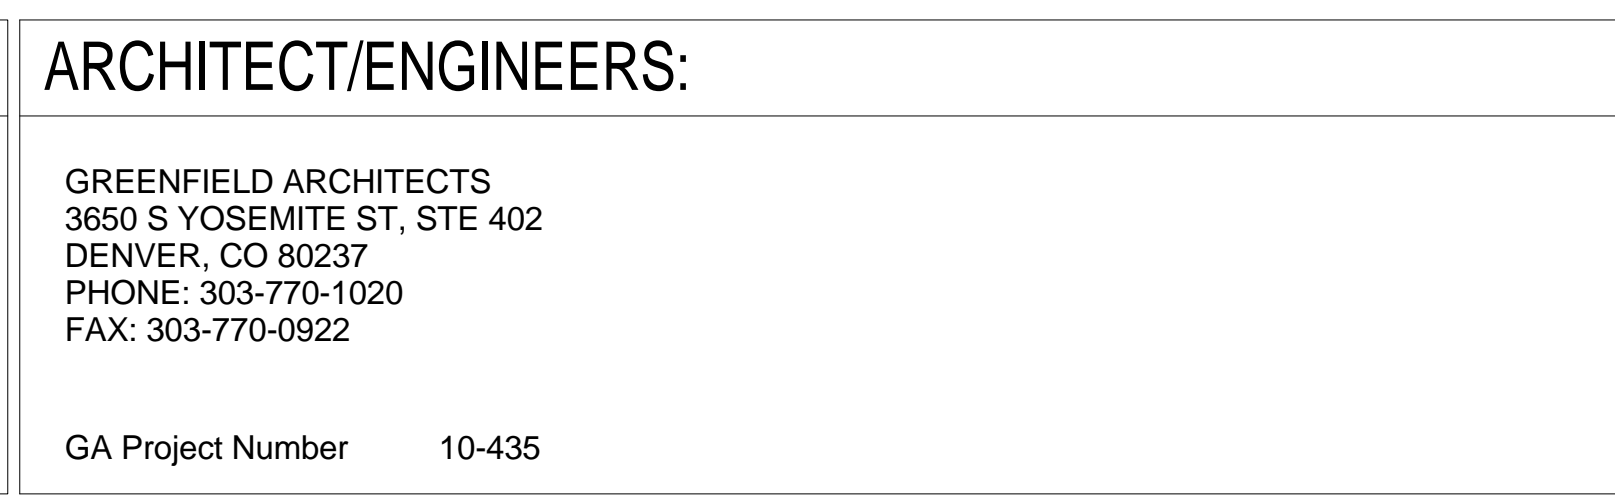 ARCHITECT/ENGINEERS:
GREENFIELD ARCHITECTS
3650 S YOSEMITE ST, STE 402
DENVER, CO 80237
PHONE: 303-770-1020
FAX: 303-770-0922
GA Project Number 10-435